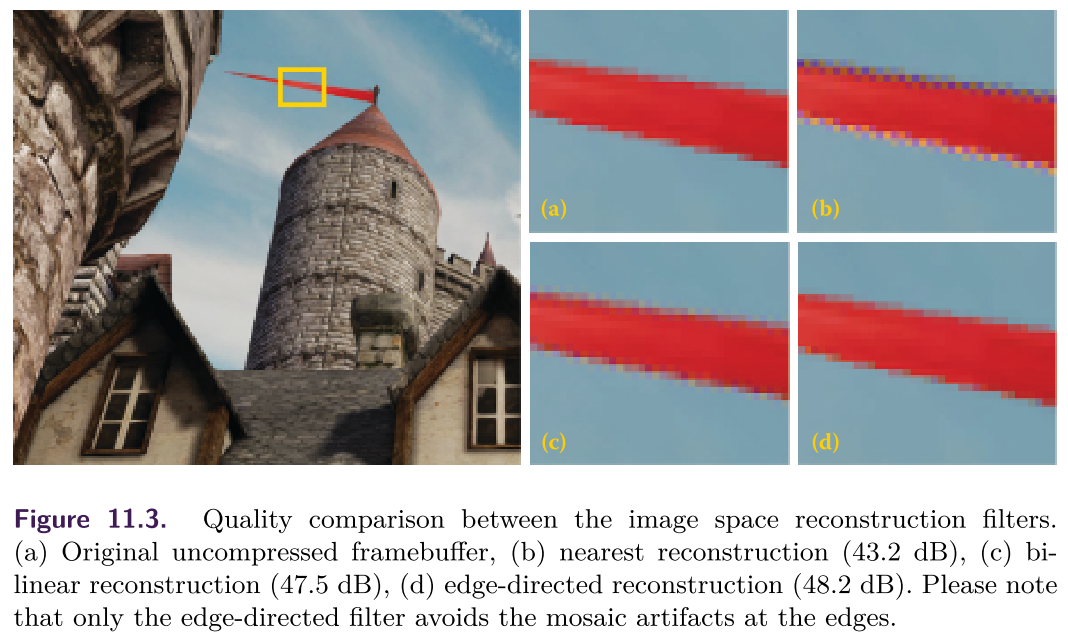 (a)
(b)
(c)
(d)
Figure 11.3. Quality comparison between the image space reconstruction filters.
(a) Original uncompressed framebuffer, (b) nearest reconstruction (43.2 dB), (c) bi-
linear reconstruction (47.5 dB), (d) edge-directed reconstruction (48.2 dB). Please note
that only the edge-directed filter avoids the mosaic artifacts at the edges.